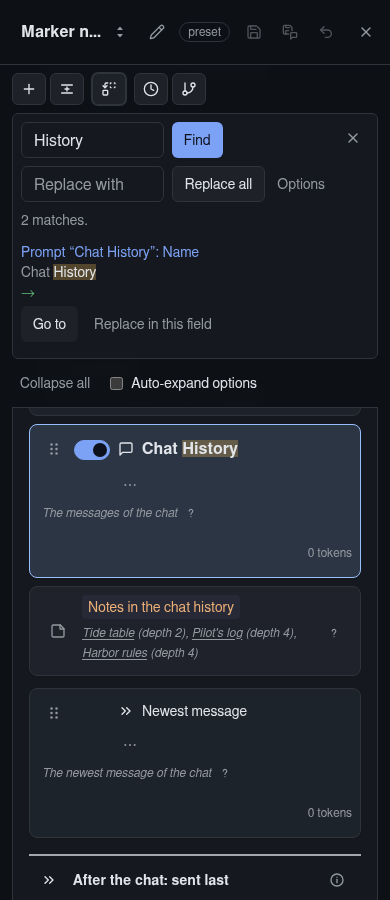 Marker n...
preset
History
Find
Replace with
Replace all
Options
2 matches.
Prompt “Chat History”: Name
Chat History
→
Go to
Replace in this field
Collapse all
Auto-expand options
Chat History
...
The messages of the chat ?
0 tokens
Notes in the chat history
Tide table (depth 2), Pilot's log (depth 4), ?
Harbor rules (depth 4)
Newest message
...
The newest message of the chat ?
0 tokens
After the chat: sent last